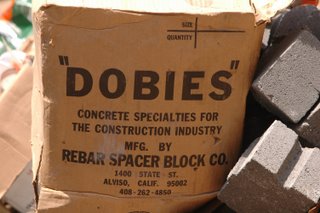 SIZE
QUANTITY
"DOBIES"
CONCRETE SPECIALTIES FOR
THE CONSTRUCTION INDUSTRY
MFG. BY
REBAR SPACER BLOCK CO.
1400 STATE ST.
ALVISO, CALIF. 95002
408-262-4850